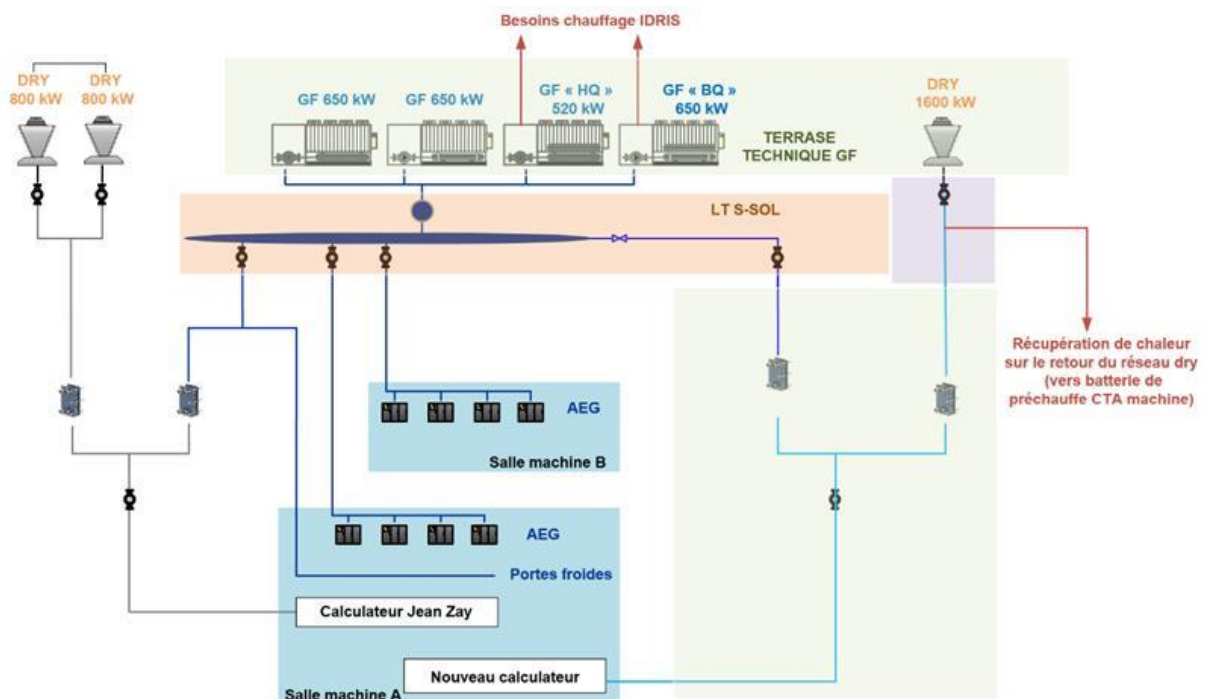 Besoins chauffage IDRIS
DRY
800 kW
DRY
800 kW
GF 650 kW
GF 650 kW
GF « HQ »
520 kW
GF « BQ »
650 kW
DRY
1600 kW
TERRASE
TECHNIQUE GF
LT S-SOL
Récupération de chaleur
sur le retour du réseau dry
(vers batterie de
préchauffe CTA machine)
AEG
Salle machine B
AEG
Portes froides
Calculateur Jean Zay
Nouveau calculateur
Salle machine A